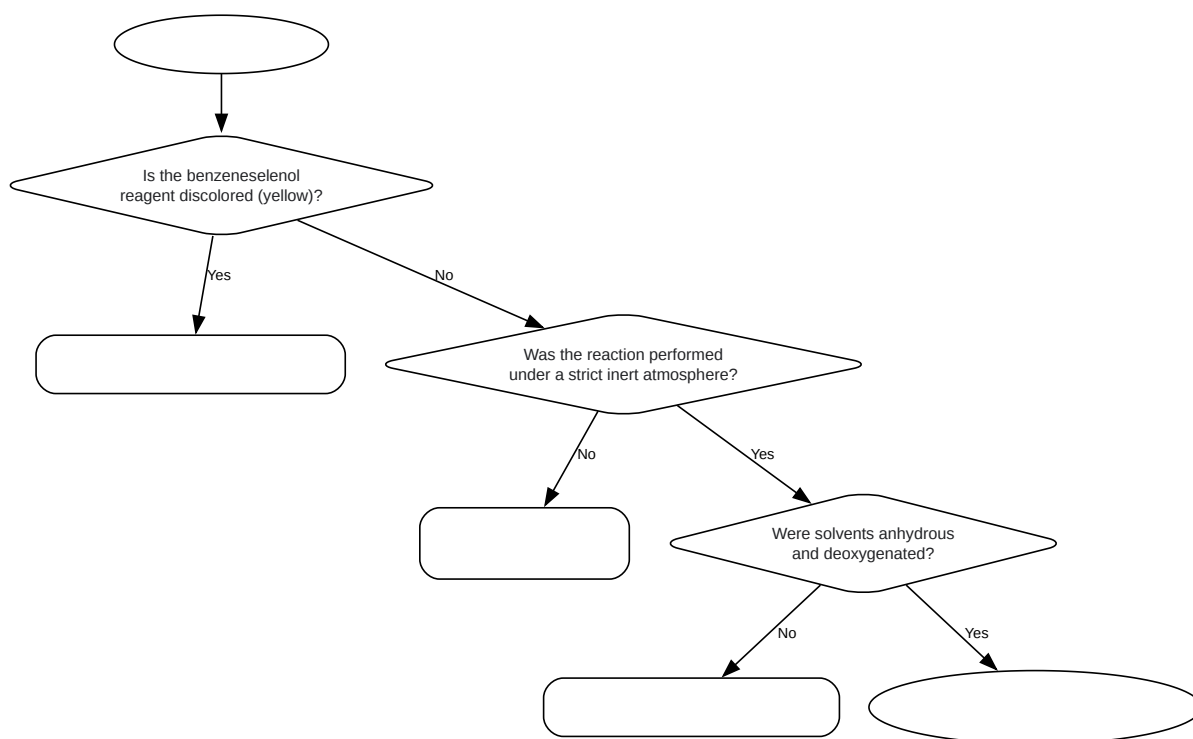 Is the benzeneselenol
reagent discolored (yellow)?
Yes
No
Was the reaction performed
under a strict inert atmosphere?
No
Yes
Were solvents anhydrous
and deoxygenated?
No
Yes